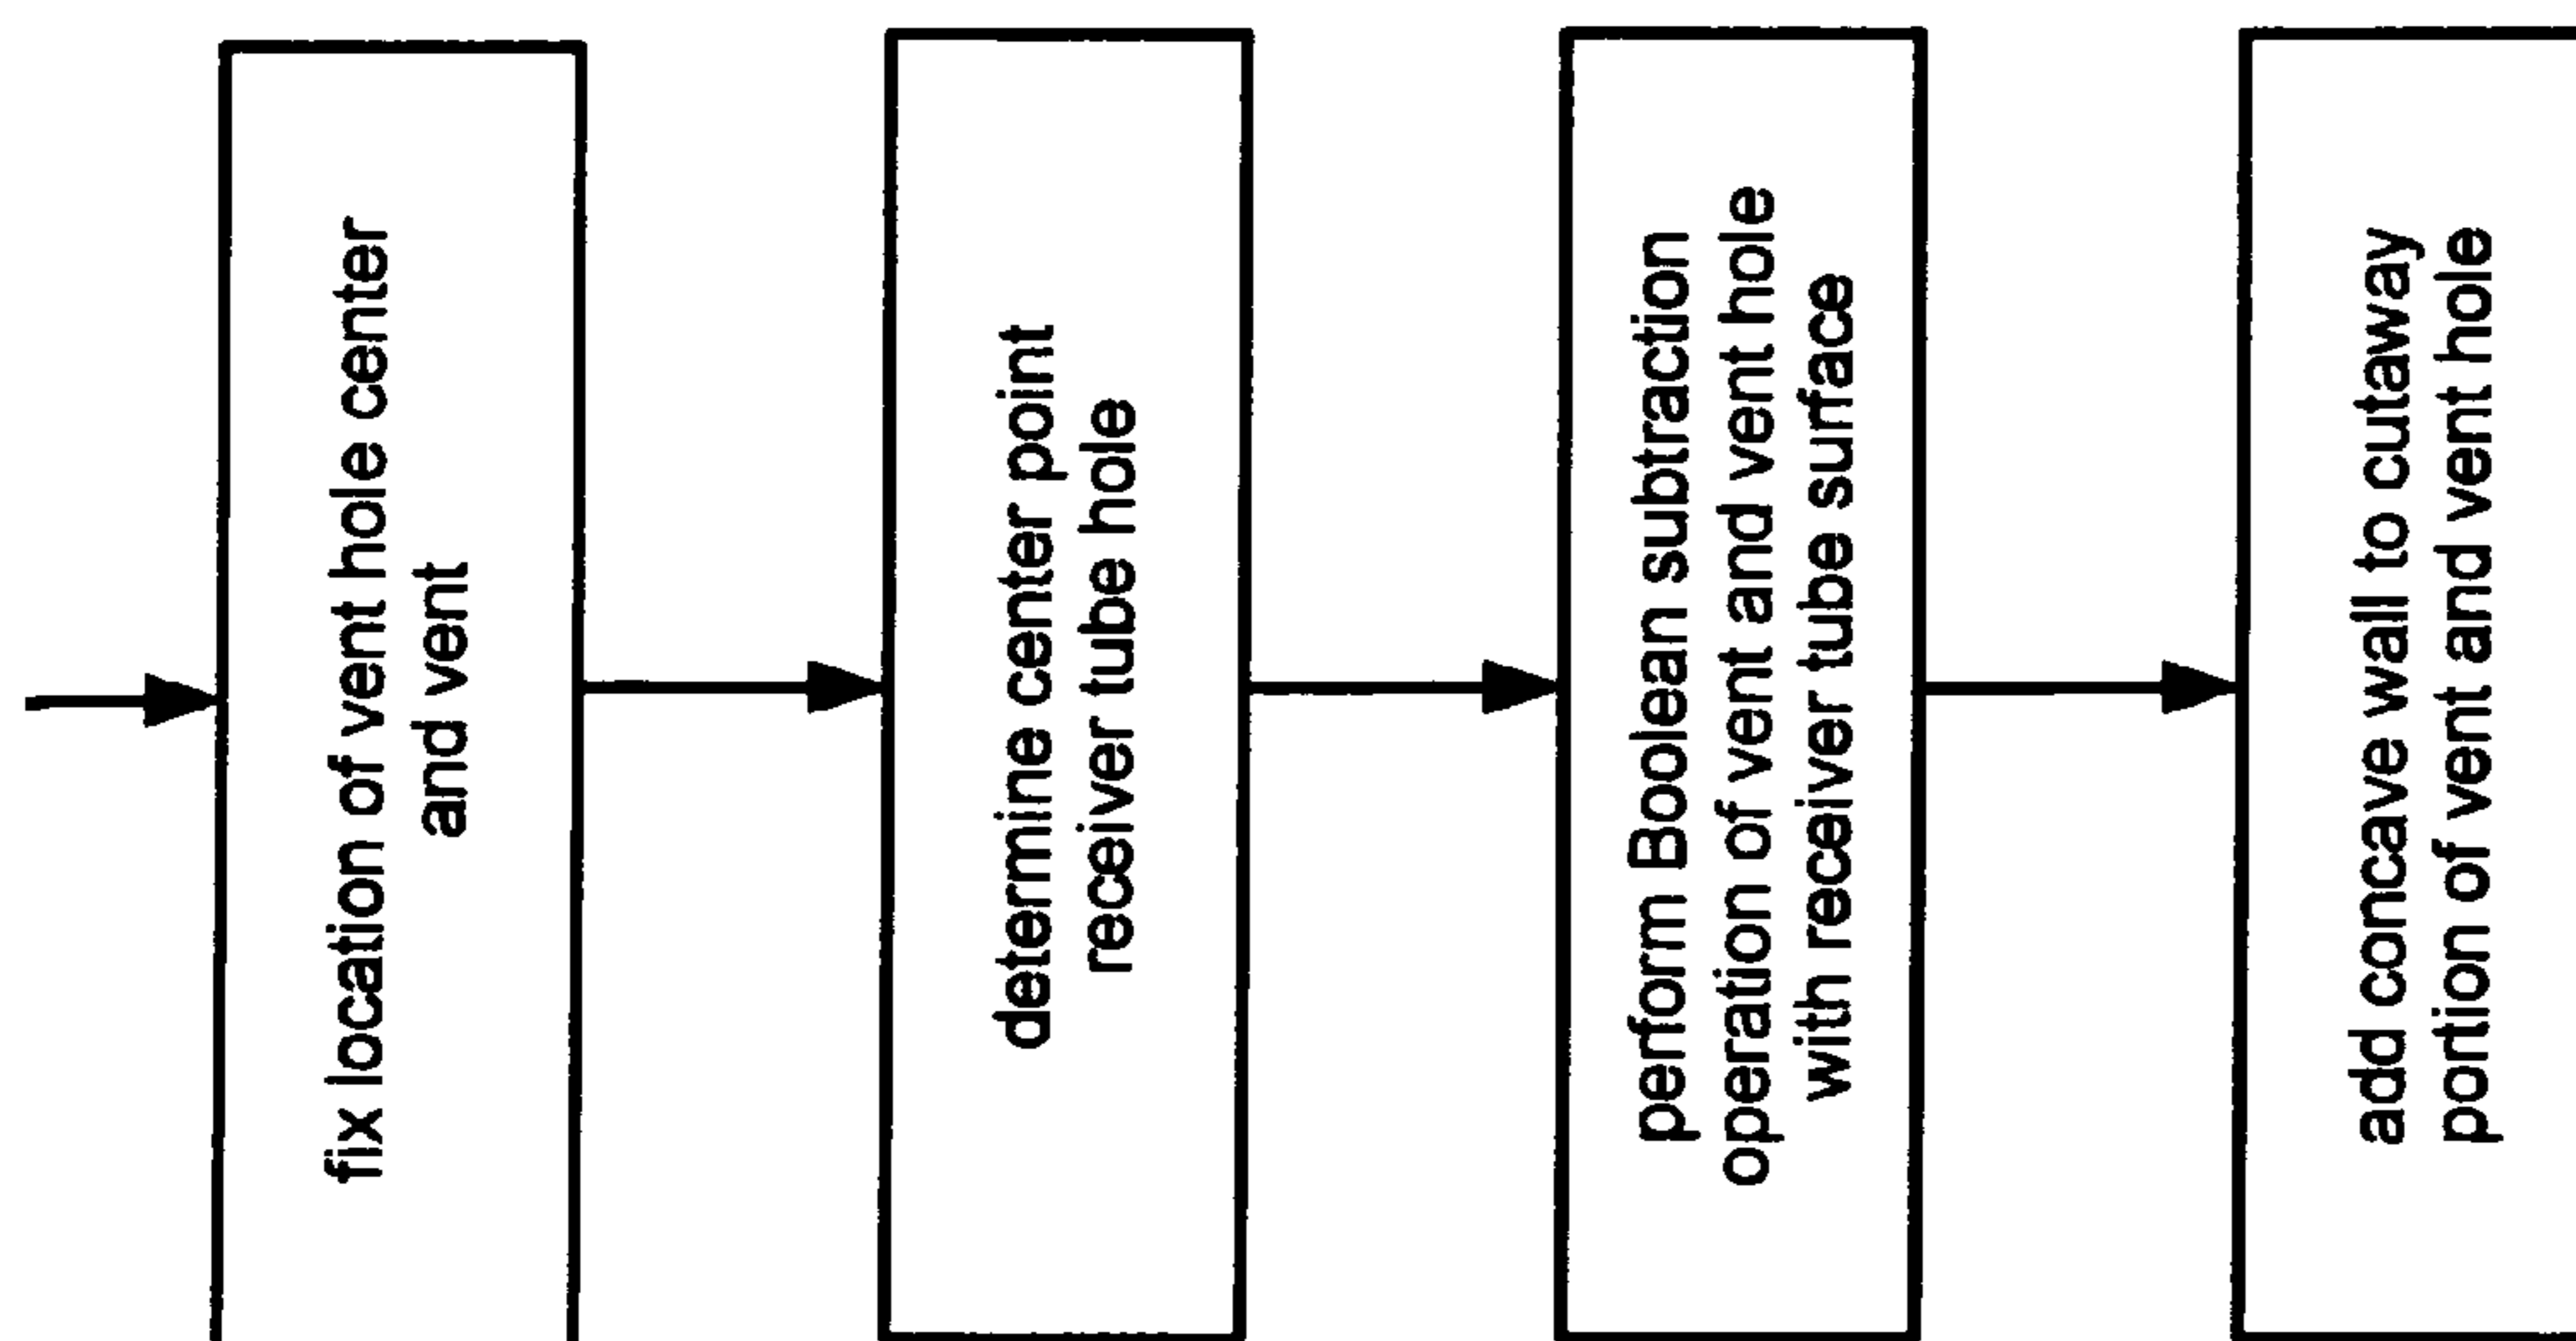 fix location of vent hole center
and vent
determine center point
receiver tube hole
perform Boolean subtraction
operation of vent and vent hole
with receiver tube surface
add concave wall to cutaway
portion of vent and vent hole